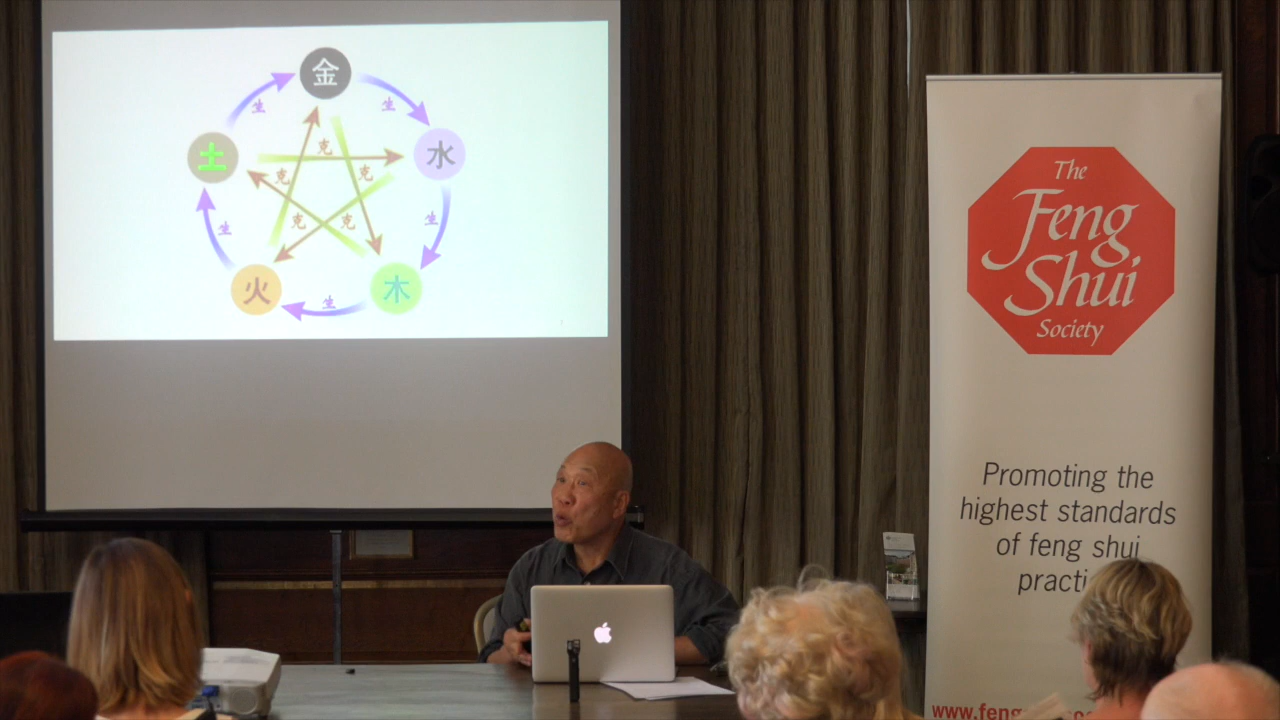 金
生
生
土
克
水
克
克
生
克
克
生
火
木
生
The
Feng
Shui
Society
Promoting the
highest standards
of feng shui
practi
www.feng